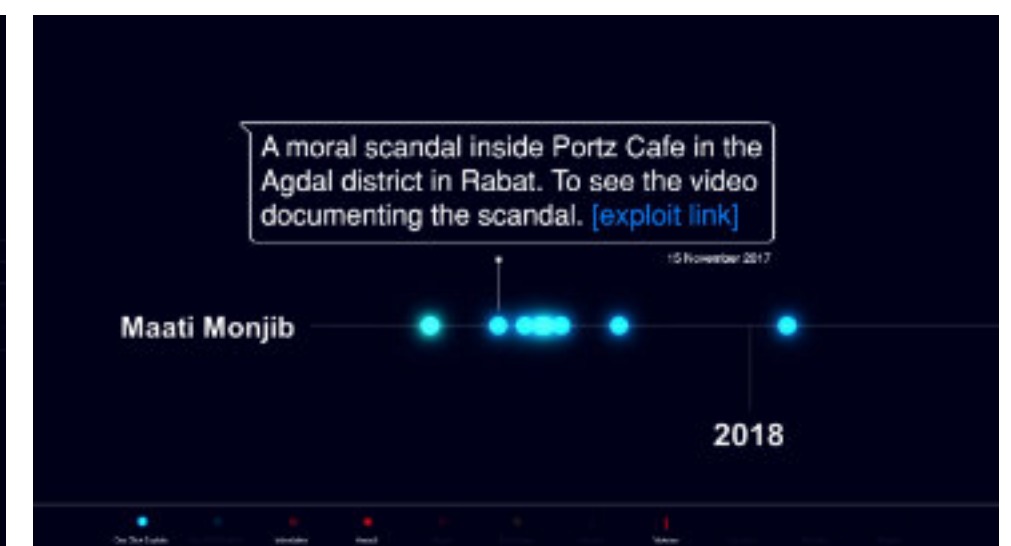 A moral scandal inside Portz Cafe in the
Agdal district in Rabat. To see the video
documenting the scandal. [exploit link]
15 November 2017
Maati Monjib
2018